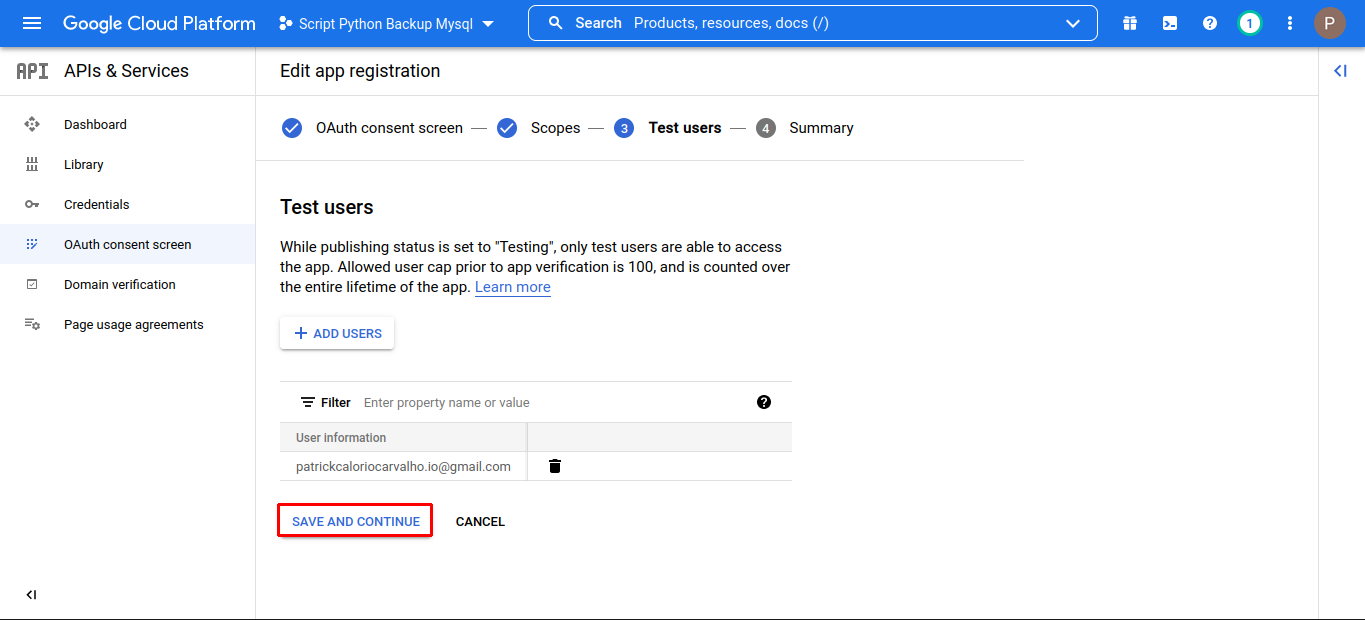 Google Cloud Platform
Script Python Backup Mysql
Search Products, resources, docs (/)
1
P
API APIs & Services
Edit app registration
Dashboard
Library
Credentials
OAuth consent screen
Domain verification
Page usage agreements
OAuth consent screen — Scopes — 3 Test users — 4 Summary
Test users
While publishing status is set to "Testing", only test users are able to access
the app. Allowed user cap prior to app verification is 100, and is counted over
the entire lifetime of the app. Learn more
ADD USERS
Filter Enter property name or value
User information
patrickcaloriocarvalho.io@gmail.com
SAVE AND CONTINUE CANCEL